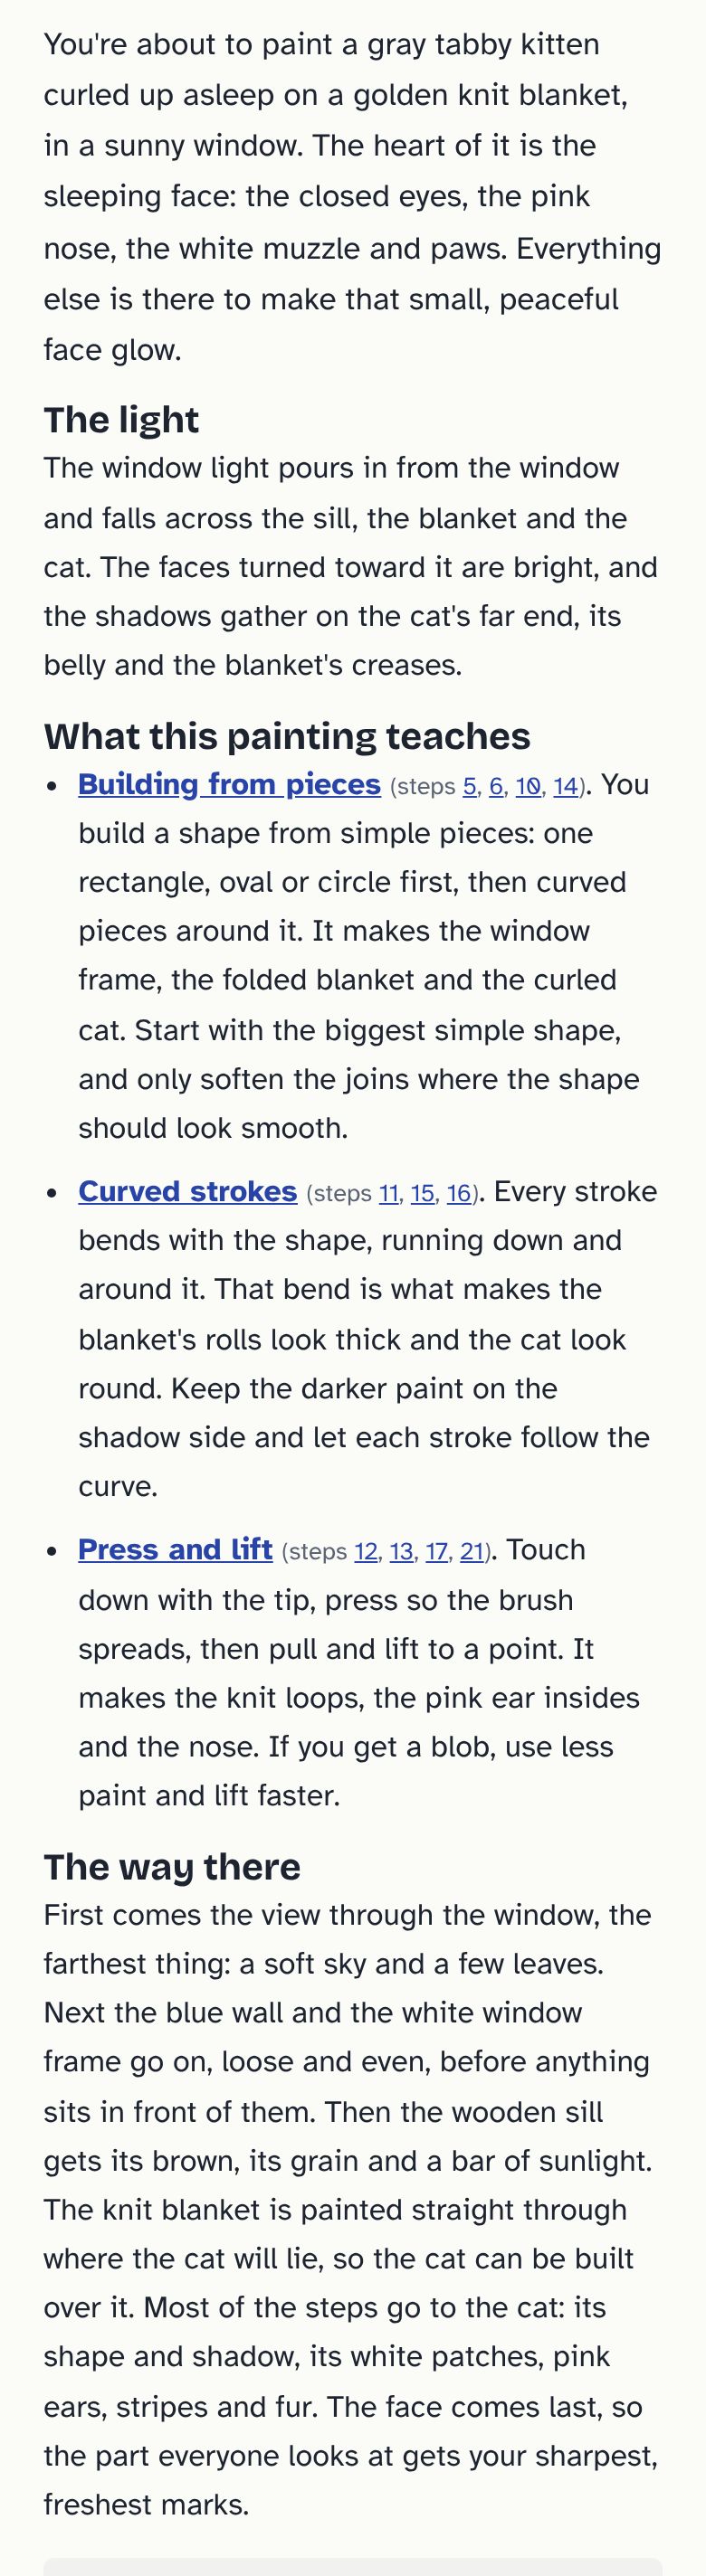 You're about to paint a gray tabby kitten
curled up asleep on a golden knit blanket,
in a sunny window. The heart of it is the
sleeping face: the closed eyes, the pink
nose, the white muzzle and paws. Everything
else is there to make that small, peaceful
face glow.
The light
The window light pours in from the window
and falls across the sill, the blanket and the
cat. The faces turned toward it are bright, and
the shadows gather on the cat's far end, its
belly and the blanket's creases.
What this painting teaches
• Building from pieces (steps 5, 6, 10, 14). You
build a shape from simple pieces: one
rectangle, oval or circle first, then curved
pieces around it. It makes the window
frame, the folded blanket and the curled
cat. Start with the biggest simple shape,
and only soften the joins where the shape
should look smooth.
• Curved strokes (steps 11, 15, 16). Every stroke
bends with the shape, running down and
around it. That bend is what makes the
blanket's rolls look thick and the cat look
round. Keep the darker paint on the
shadow side and let each stroke follow the
curve.
• Press and lift (steps 12, 13, 17, 21). Touch
down with the tip, press so the brush
spreads, then pull and lift to a point. It
makes the knit loops, the pink ear insides
and the nose. If you get a blob, use less
paint and lift faster.
The way there
First comes the view through the window, the
farthest thing: a soft sky and a few leaves.
Next the blue wall and the white window
frame go on, loose and even, before anything
sits in front of them. Then the wooden sill
gets its brown, its grain and a bar of sunlight.
The knit blanket is painted straight through
where the cat will lie, so the cat can be built
over it. Most of the steps go to the cat: its
shape and shadow, its white patches, pink
ears, stripes and fur. The face comes last, so
the part everyone looks at gets your sharpest,
freshest marks.